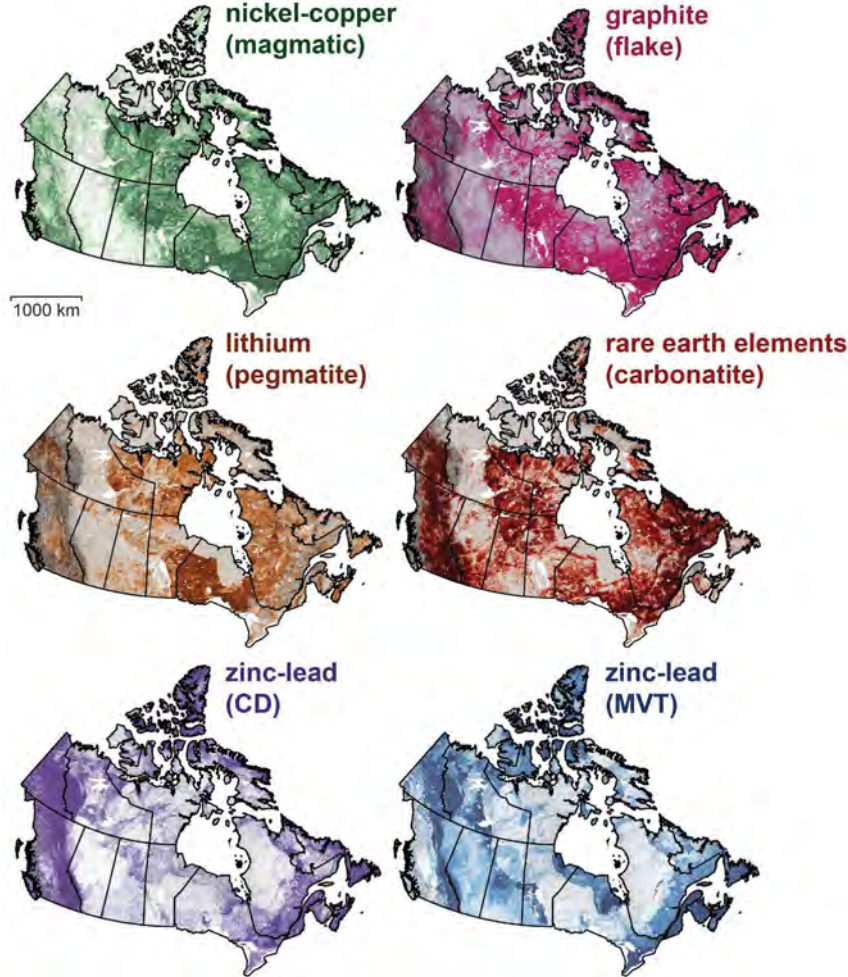 nickel-copper
(magmatic)
graphite
(flake)
1000 km
lithium
(pegmatite)
rare earth elements
(carbonatite)
zinc-lead
(CD)
zinc-lead
(MVT)